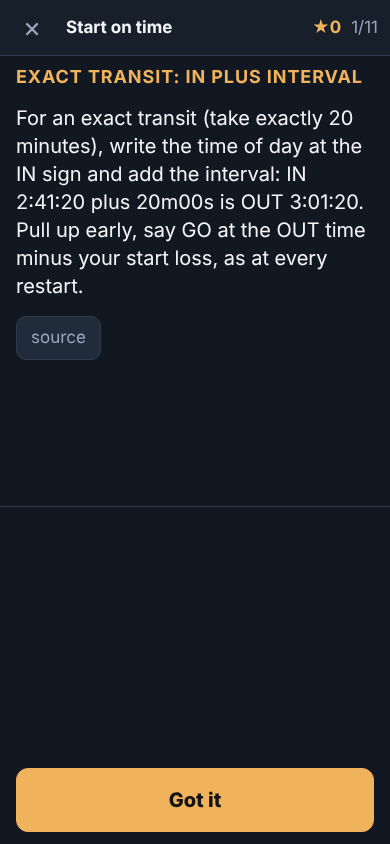 × Start on time ★0 1/11
EXACT TRANSIT: IN PLUS INTERVAL
For an exact transit (take exactly 20
minutes), write the time of day at the
IN sign and add the interval: IN
2:41:20 plus 20m00s is OUT 3:01:20.
Pull up early, say GO at the OUT time
minus your start loss, as at every
restart.
source
Got it